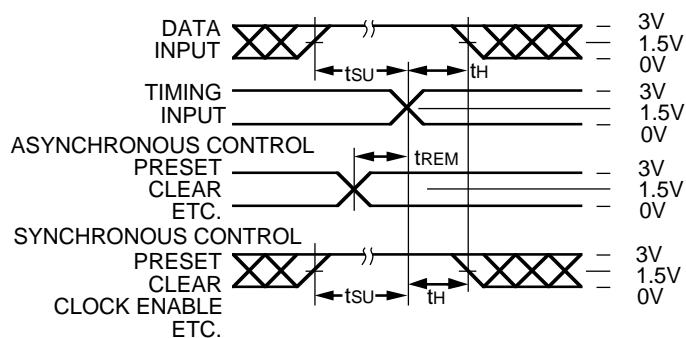 DATA
INPUT
3V
1.5V
0V
tSU
tH
TIMING
INPUT
3V
1.5V
0V
ASYNCHRONOUS CONTROL
PRESET
CLEAR
ETC.
tREM
3V
1.5V
0V
SYNCHRONOUS CONTROL
PRESET
CLEAR
CLOCK ENABLE
ETC.
tSU
tH
3V
1.5V
0V